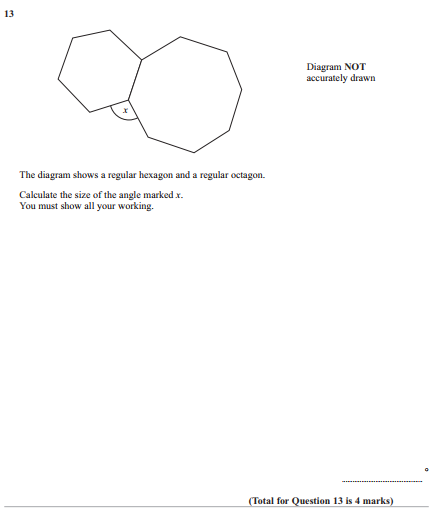 13
Diagram NOT
accurately drawn
x
The diagram shows a regular hexagon and a regular octagon.
Calculate the size of the angle marked x.
You must show all your working.
°
(Total for Question 13 is 4 marks)